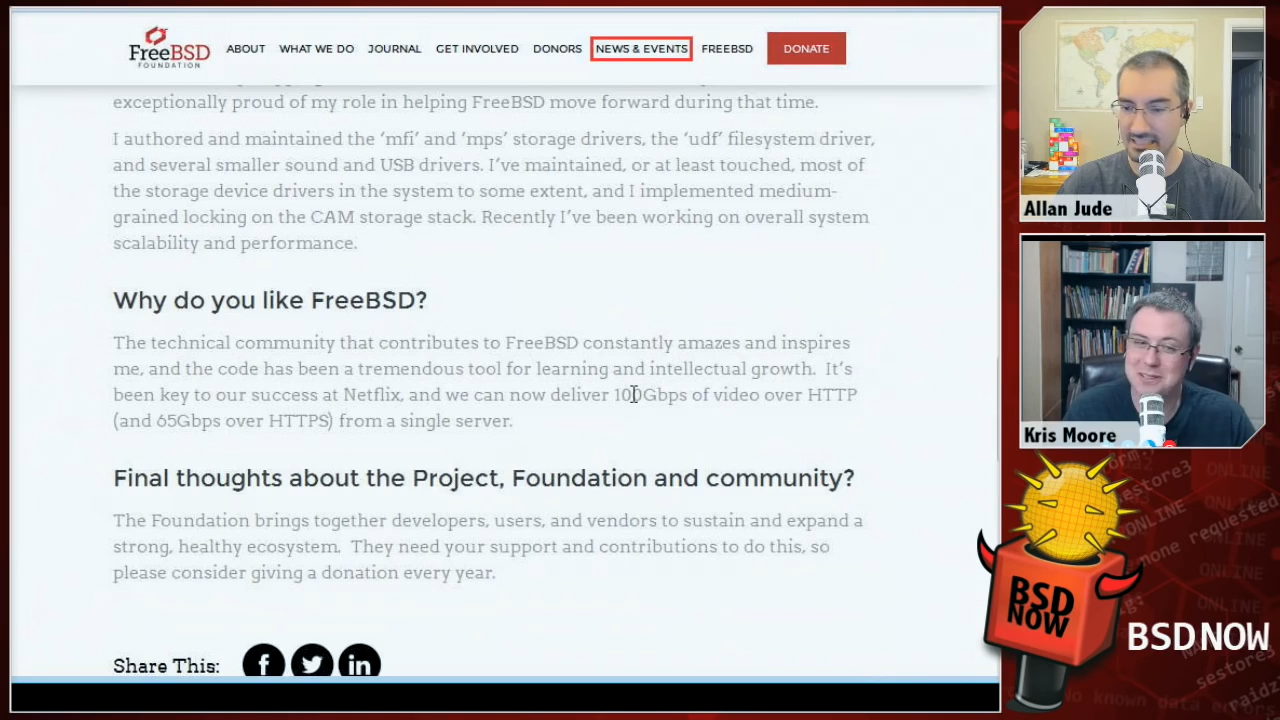 FreeBSD
FOUNDATION
ABOUT WHAT WE DO JOURNAL GET INVOLVED DONORS NEWS & EVENTS FREEBSD DONATE
exceptionally proud of my role in helping FreeBSD move forward during that time.
I authored and maintained the ‘mfi’ and ‘mps’ storage drivers, the ‘udf’ filesystem driver,
and several smaller sound and USB drivers. I’ve maintained, or at least touched, most of
the storage device drivers in the system to some extent, and I implemented medium-
grained locking on the CAM storage stack. Recently I’ve been working on overall system
scalability and performance.
Why do you like FreeBSD?
The technical community that contributes to FreeBSD constantly amazes and inspires
me, and the code has been a tremendous tool for learning and intellectual growth. It’s
been key to our success at Netflix, and we can now deliver 100Gbps of video over HTTP
(and 65Gbps over HTTPS) from a single server.
Final thoughts about the Project, Foundation and community?
The Foundation brings together developers, users, and vendors to sustain and expand a
strong, healthy ecosystem. They need your support and contributions to do this, so
please consider giving a donation every year.
Share This:
Allan Jude
Kris Moore
BSD
NOW
BSDNOW